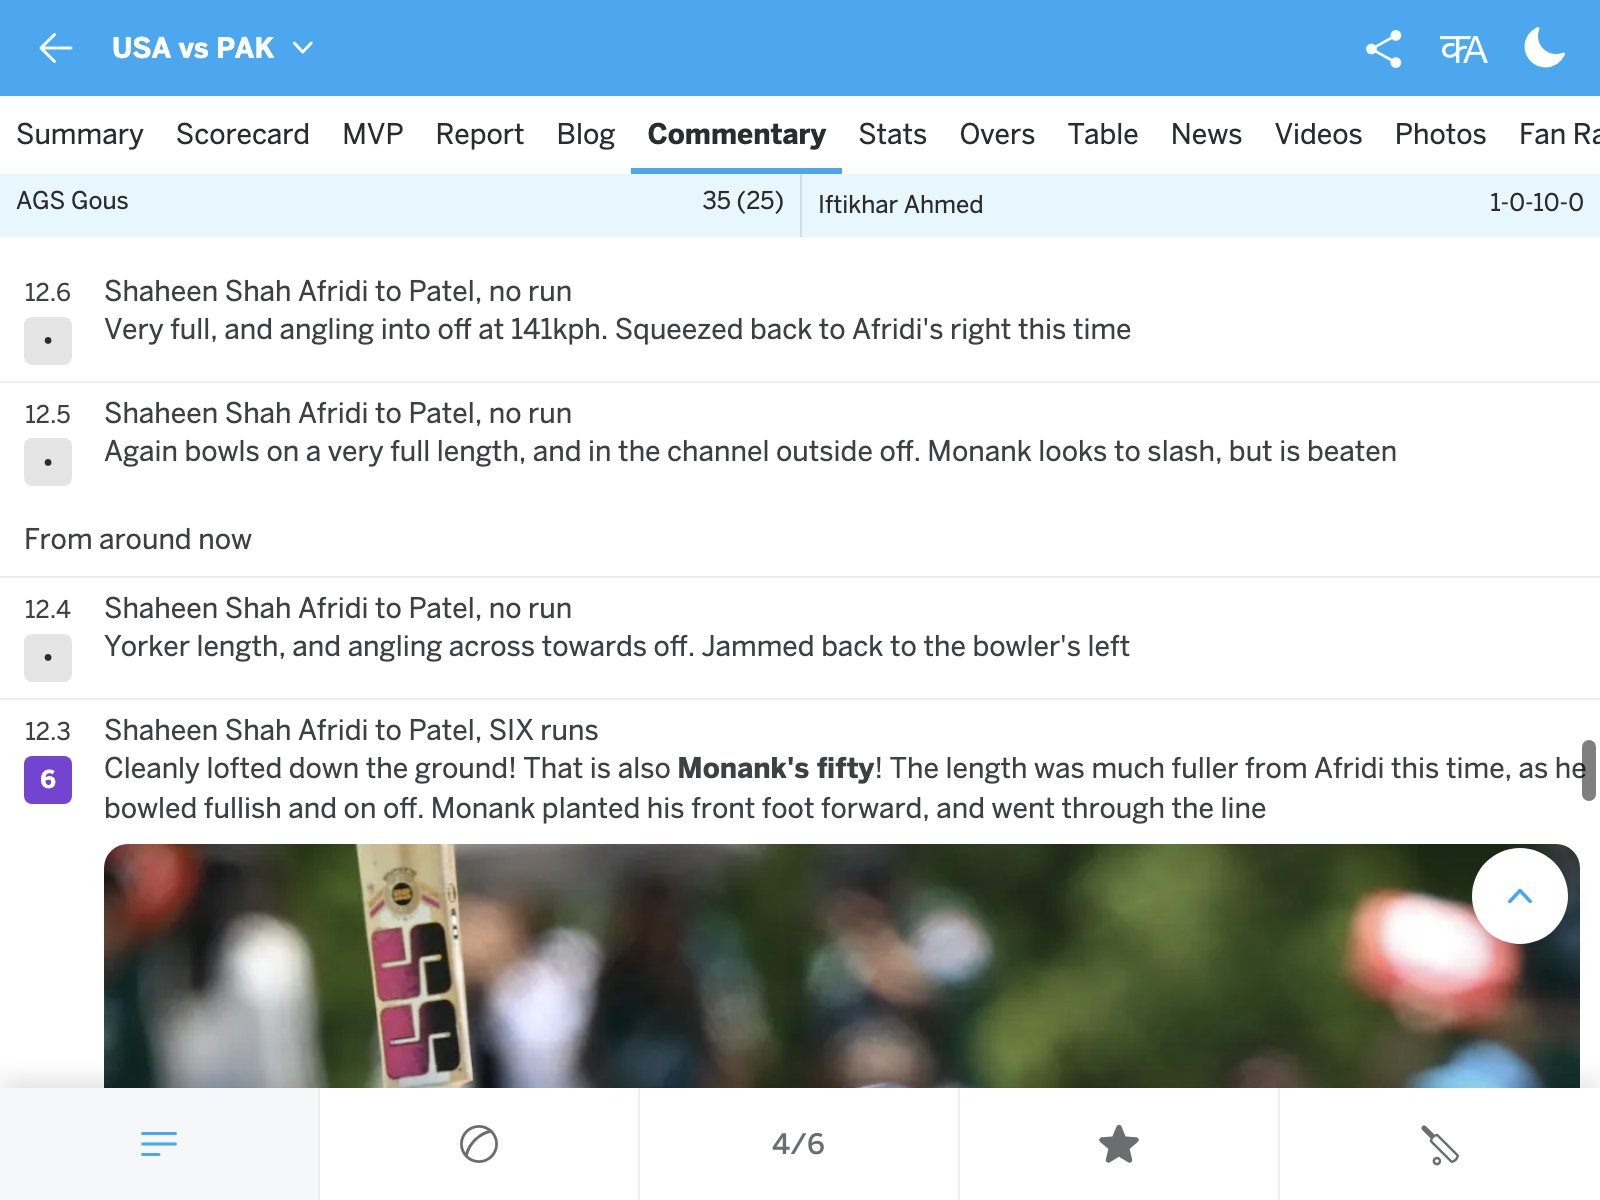 USA vs PAK
क A
Summary Scorecard MVP Report Blog Commentary Stats Overs Table News Videos Photos Fan Ra
AGS Gous 35 (25) Iftikhar Ahmed 1-0-10-0
12.6 Shaheen Shah Afridi to Patel, no run
• Very full, and angling into off at 141kph. Squeezed back to Afridi's right this time
12.5 Shaheen Shah Afridi to Patel, no run
• Again bowls on a very full length, and in the channel outside off. Monank looks to slash, but is beaten
From around now
12.4 Shaheen Shah Afridi to Patel, no run
• Yorker length, and angling across towards off. Jammed back to the bowler's left
12.3 Shaheen Shah Afridi to Patel, SIX runs
6 Cleanly lofted down the ground! That is also Monank's fifty! The length was much fuller from Afridi this time, as he
bowled fullish and on off. Monank planted his front foot forward, and went through the line
SS
4/6